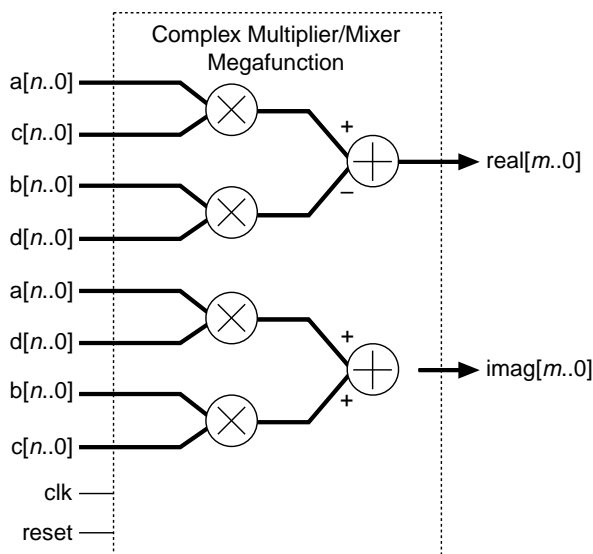 Complex Multiplier/Mixer
Megafunction
a[n..0]
c[n..0]
+
−
real[m..0]
b[n..0]
d[n..0]
a[n..0]
d[n..0]
+
+
imag[m..0]
b[n..0]
c[n..0]
clk
reset